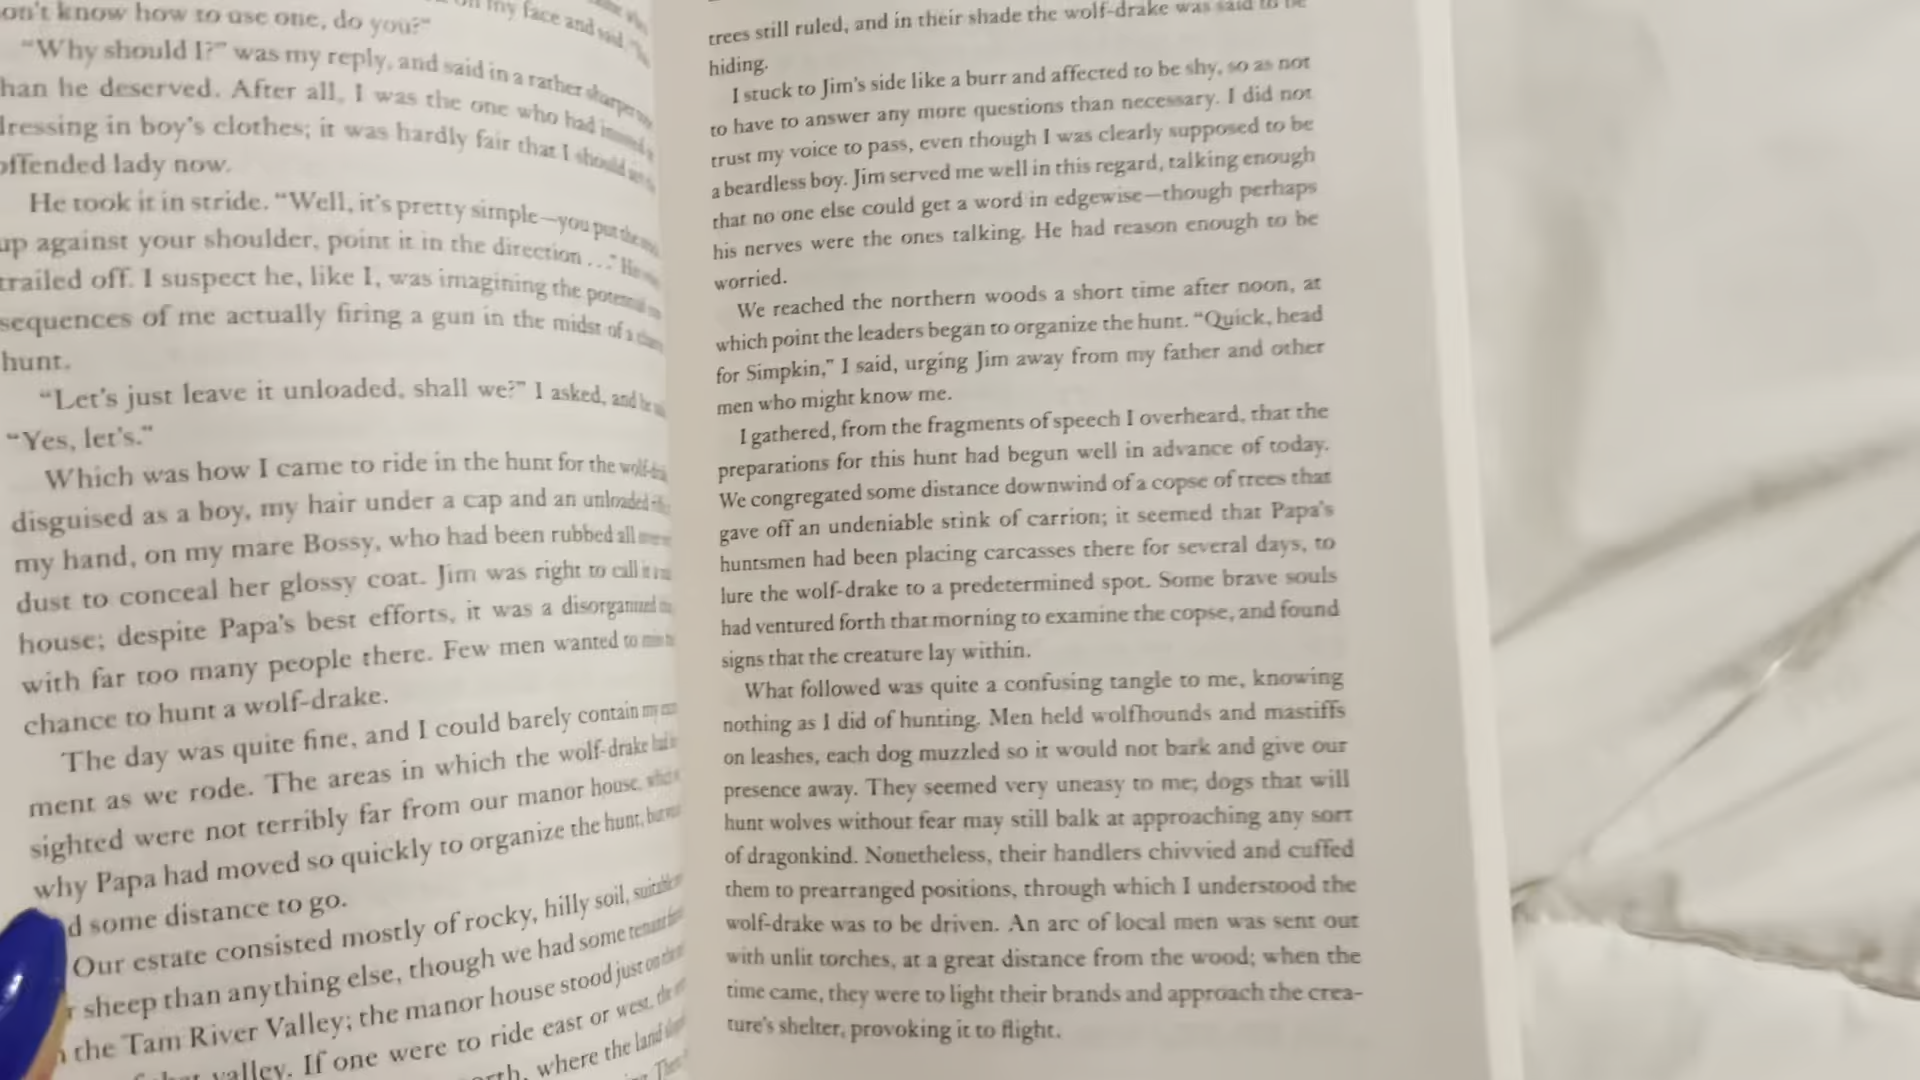 on't know how to use one, do you?"
my face and said,
"Why should I?" was my reply, and said in a rather sharper
han he deserved. After all, I was the one who had
dressing in boy's clothes; it was hardly fair that I should
offended lady now.
He took it in stride. "Well, it's pretty simple—you put the
up against your shoulder, point it in the direction . . ." He
trailed off. I suspect he, like I, was imagining the potential
sequences of me actually firing a gun in the midst of a
hunt.
"Let's just leave it unloaded, shall we?" I asked, and he
"Yes, let's."
Which was how I came to ride in the hunt for the
disguised as a boy, my hair under a cap and an unloaded
my hand, on my mare Bossy, who had been rubbed all
dust to conceal her glossy coat. Jim was right to call it
house; despite Papa's best efforts, it was a disorganized
with far too many people there. Few men wanted to
chance to hunt a wolf-drake.
The day was quite fine, and I could barely contain my
ment as we rode. The areas in which the wolf-drake had
sighted were not terribly far from our manor house,
why Papa had moved so quickly to organize the hunt, but
d some distance to go.
Our estate consisted mostly of rocky, hilly soil,
sheep than anything else, though we had some tenant
the Tam River Valley; the manor house stood just on
valley. If one were to ride east or west,
orth, where the land
trees still ruled, and in their shade the wolf-drake was said to be
hiding.
I stuck to Jim's side like a burr and affected to be shy, so as not
to have to answer any more questions than necessary. I did not
trust my voice to pass, even though I was clearly supposed to be
a beardless boy. Jim served me well in this regard, talking enough
that no one else could get a word in edgewise—though perhaps
his nerves were the ones talking. He had reason enough to be
worried.
We reached the northern woods a short time after noon, at
which point the leaders began to organize the hunt. "Quick, head
for Simpkin," I said, urging Jim away from my father and other
men who might know me.
I gathered, from the fragments of speech I overheard, that the
preparations for this hunt had begun well in advance of today.
We congregated some distance downwind of a copse of trees that
gave off an undeniable stink of carrion; it seemed that Papa's
huntsmen had been placing carcasses there for several days, to
lure the wolf-drake to a predetermined spot. Some brave souls
had ventured forth that morning to examine the copse, and found
signs that the creature lay within.
What followed was quite a confusing tangle to me, knowing
nothing as I did of hunting. Men held wolfhounds and mastiffs
on leashes, each dog muzzled so it would not bark and give our
presence away. They seemed very uneasy to me; dogs that will
hunt wolves without fear may still balk at approaching any sort
of dragonkind. Nonetheless, their handlers chivvied and cuffed
them to prearranged positions, through which I understood the
wolf-drake was to be driven. An arc of local men was sent out
with unlit torches, at a great distance from the wood; when the
time came, they were to light their brands and approach the crea-
ture's shelter, provoking it to flight.